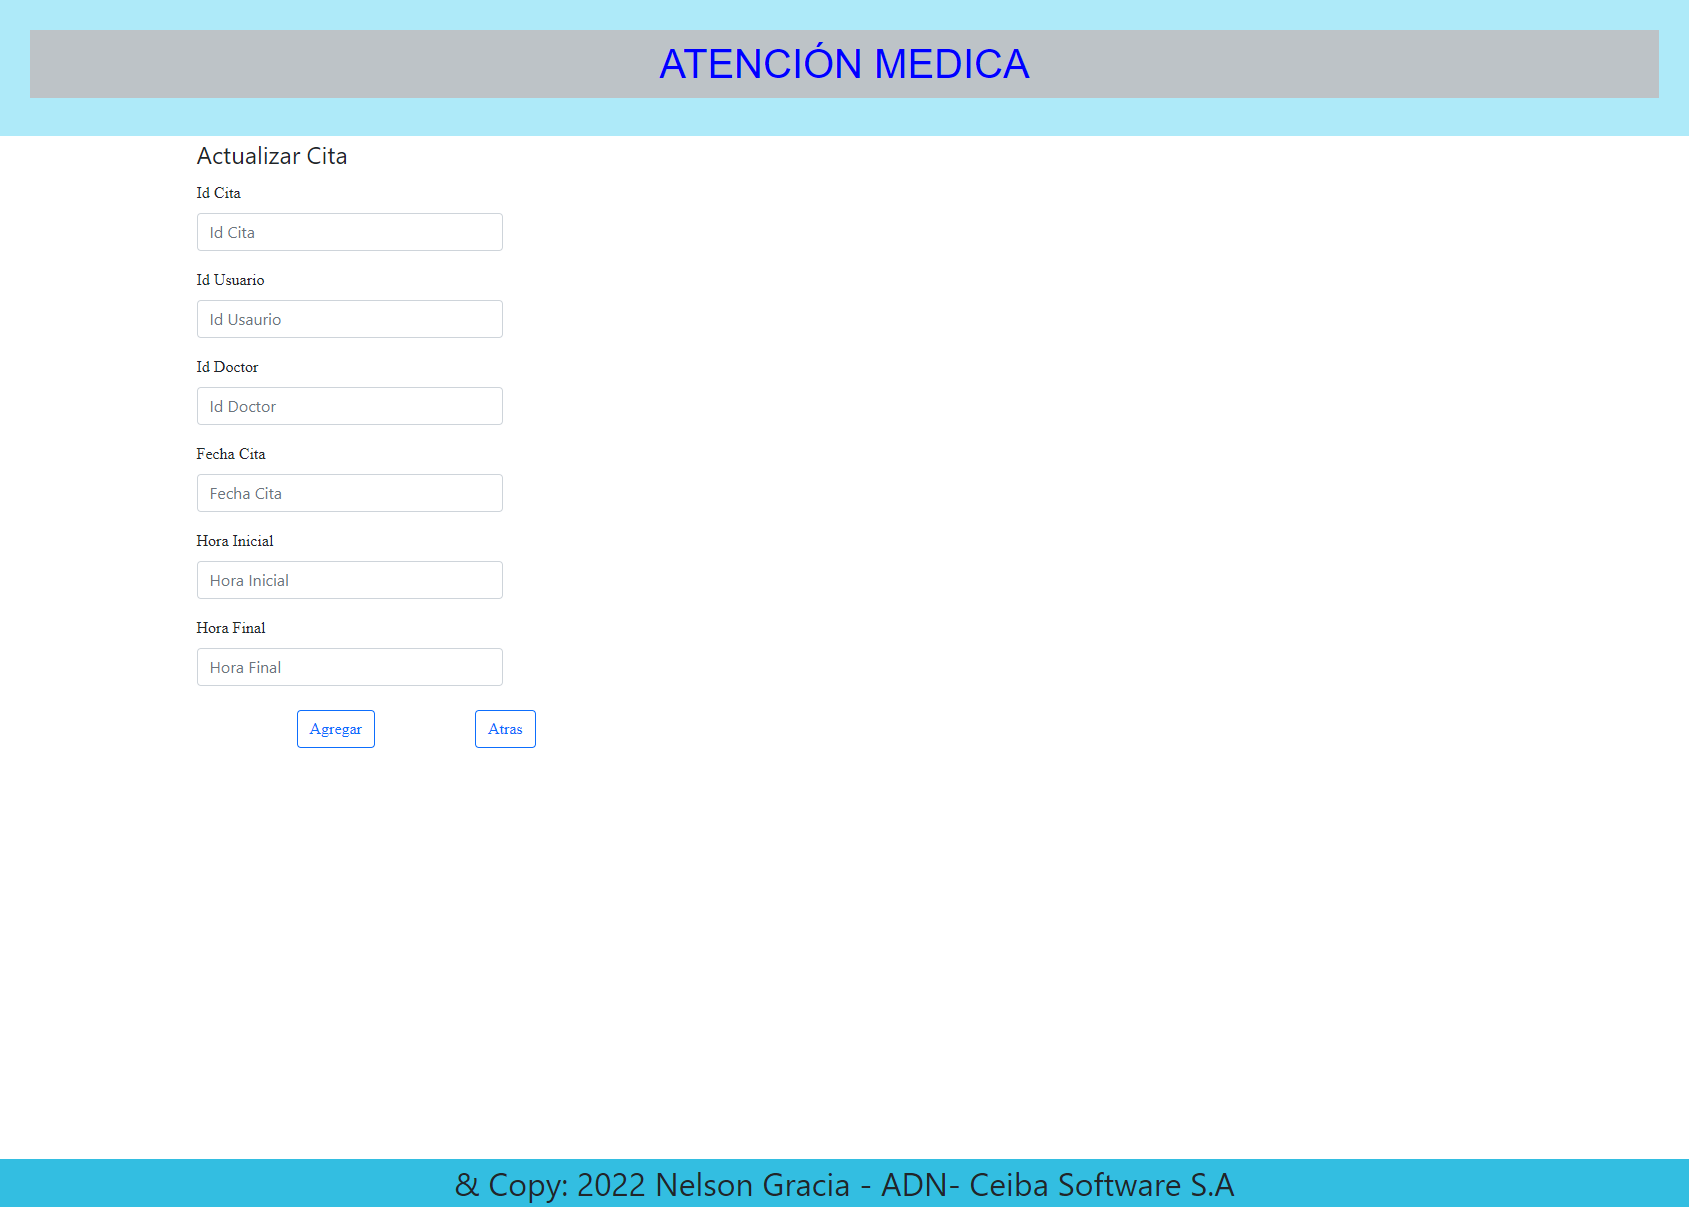 ATENCIÓN MEDICA
Actualizar Cita
Id Cita
Id Cita
Id Usuario
Id Usaurio
Id Doctor
Id Doctor
Fecha Cita
Fecha Cita
Hora Inicial
Hora Inicial
Hora Final
Hora Final
Agregar Atras
& Copy: 2022 Nelson Gracia - ADN- Ceiba Software S.A